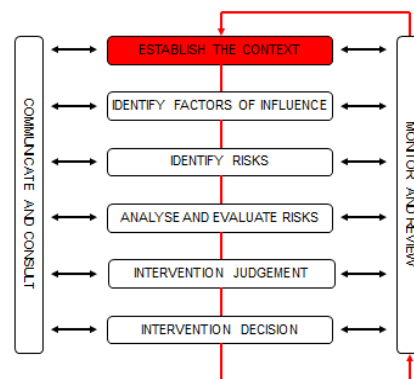 ESTABLISH THE CONTEXT
IDENTIFY FACTORS OF INFLUENCE
IDENTIFY RISKS
ANALYSE AND EVALUATE RISKS
INTERVENTION JUDGEMENT
INTERVENTION DECISION
COMMUNICATE AND CONSULT
MONITOR AND REVIEW